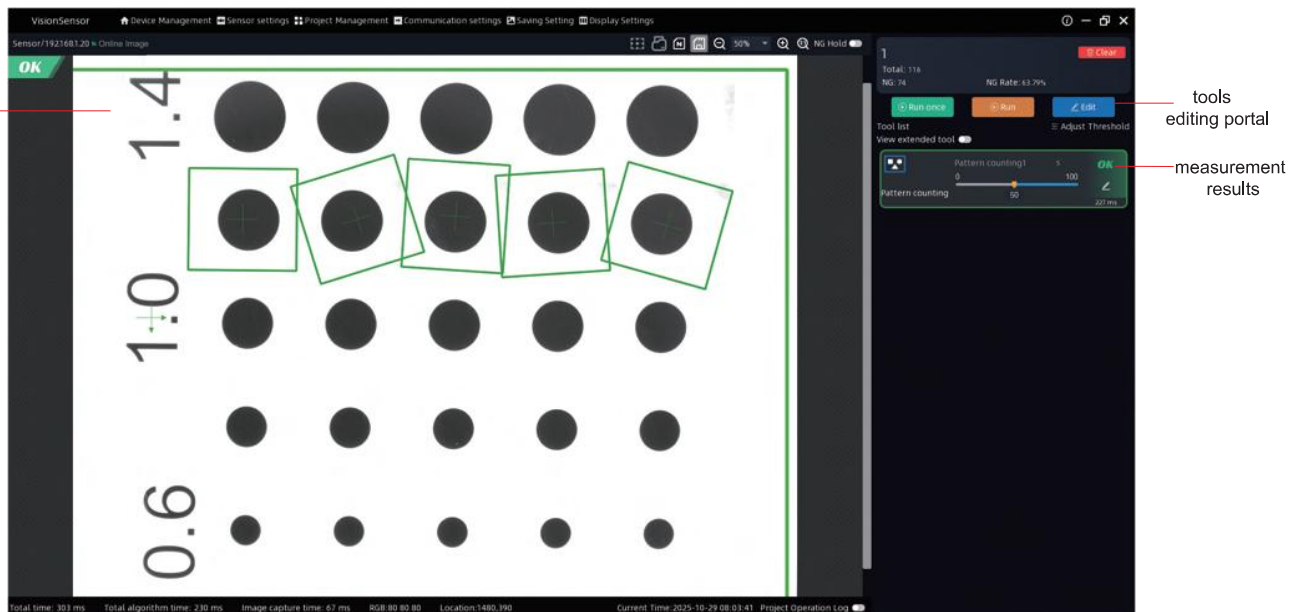 VisionSensor Device Management Sensor settings Project Management Communication settings Saving Setting Display Settings
Sensor/192.168.1.20 Online Image 50% NG Hold
OK
1.4
1.0
0.6
1 Clear
Total: 116
NG: 74 NG Rate: 63.79%
Run once Run Edit
Tool list Adjust Threshold
View extended tool
Pattern counting1 5 OK
0 100
Pattern counting 50
227 ms
tools
editing portal
measurement
results
Total time: 303 ms Total algorithm time: 230 ms Image capture time: 67 ms RGB:80 80 80 Location:1480,390 Current Time:2025-10-29 08:03:41 Project Operation Log